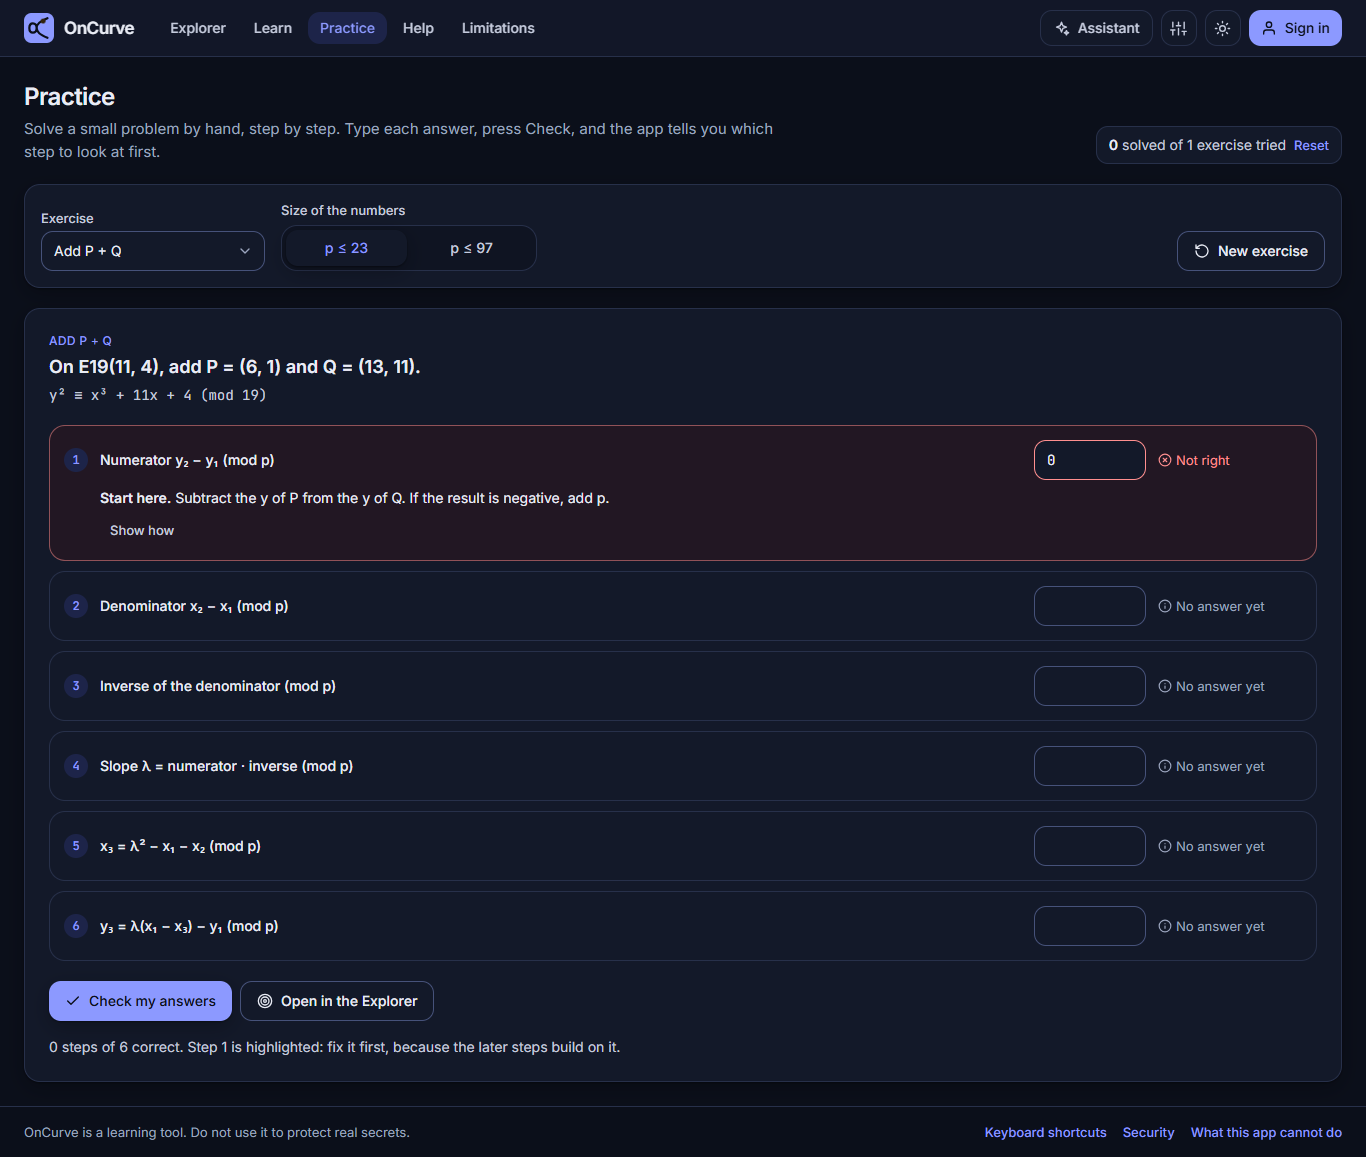 OnCurve
Explorer
Learn
Practice
Help
Limitations
Assistant
Sign in
Practice
Solve a small problem by hand, step by step. Type each answer, press Check, and the app tells you which
step to look at first.
0 solved of 1 exercise tried Reset
Exercise
Add P + Q
Size of the numbers
p ≤ 23
p ≤ 97
New exercise
ADD P + Q
On E19(11, 4), add P = (6, 1) and Q = (13, 11).
y² ≡ x³ + 11x + 4 (mod 19)
1 Numerator y₂ − y₁ (mod p)
0
Not right
Start here. Subtract the y of P from the y of Q. If the result is negative, add p.
Show how
2 Denominator x₂ − x₁ (mod p)
No answer yet
3 Inverse of the denominator (mod p)
No answer yet
4 Slope λ = numerator · inverse (mod p)
No answer yet
5 x₃ = λ² − x₁ − x₂ (mod p)
No answer yet
6 y₃ = λ(x₁ − x₃) − y₁ (mod p)
No answer yet
Check my answers
Open in the Explorer
0 steps of 6 correct. Step 1 is highlighted: fix it first, because the later steps build on it.
OnCurve is a learning tool. Do not use it to protect real secrets.
Keyboard shortcuts
Security
What this app cannot do